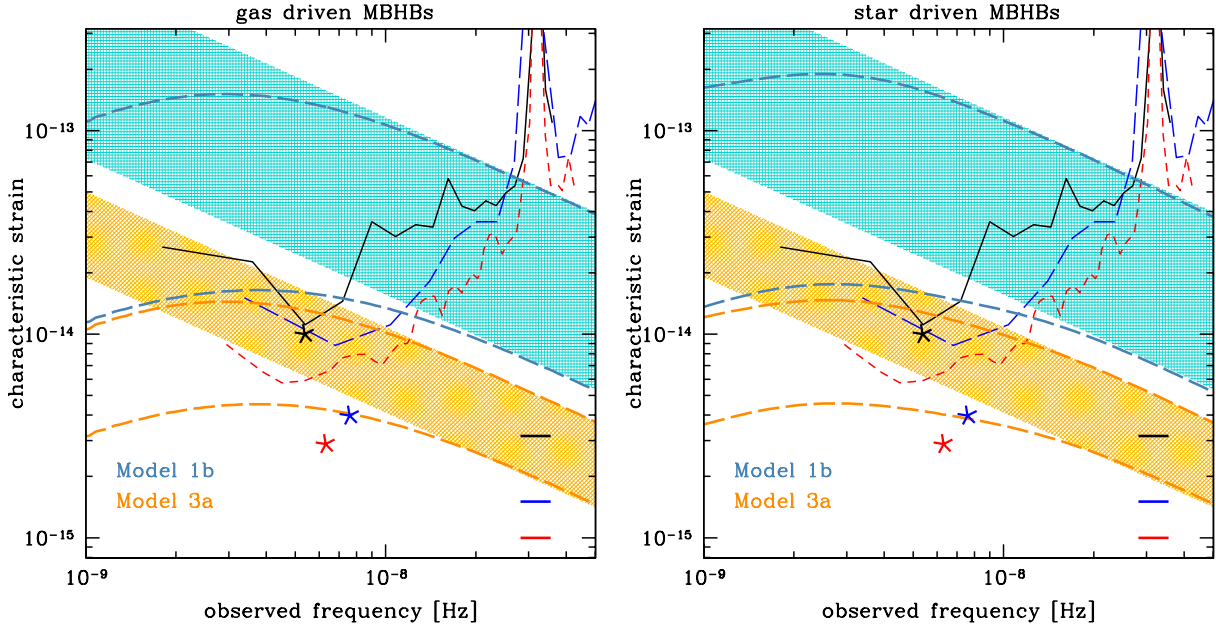 gas driven MBHBs
characteristic strain
10⁻¹³
10⁻¹⁴
10⁻¹⁵
Model 1b
Model 3a
10⁻⁹
10⁻⁸
observed frequency [Hz]
star driven MBHBs
characteristic strain
10⁻¹³
10⁻¹⁴
10⁻¹⁵
Model 1b
Model 3a
10⁻⁹
10⁻⁸
observed frequency [Hz]